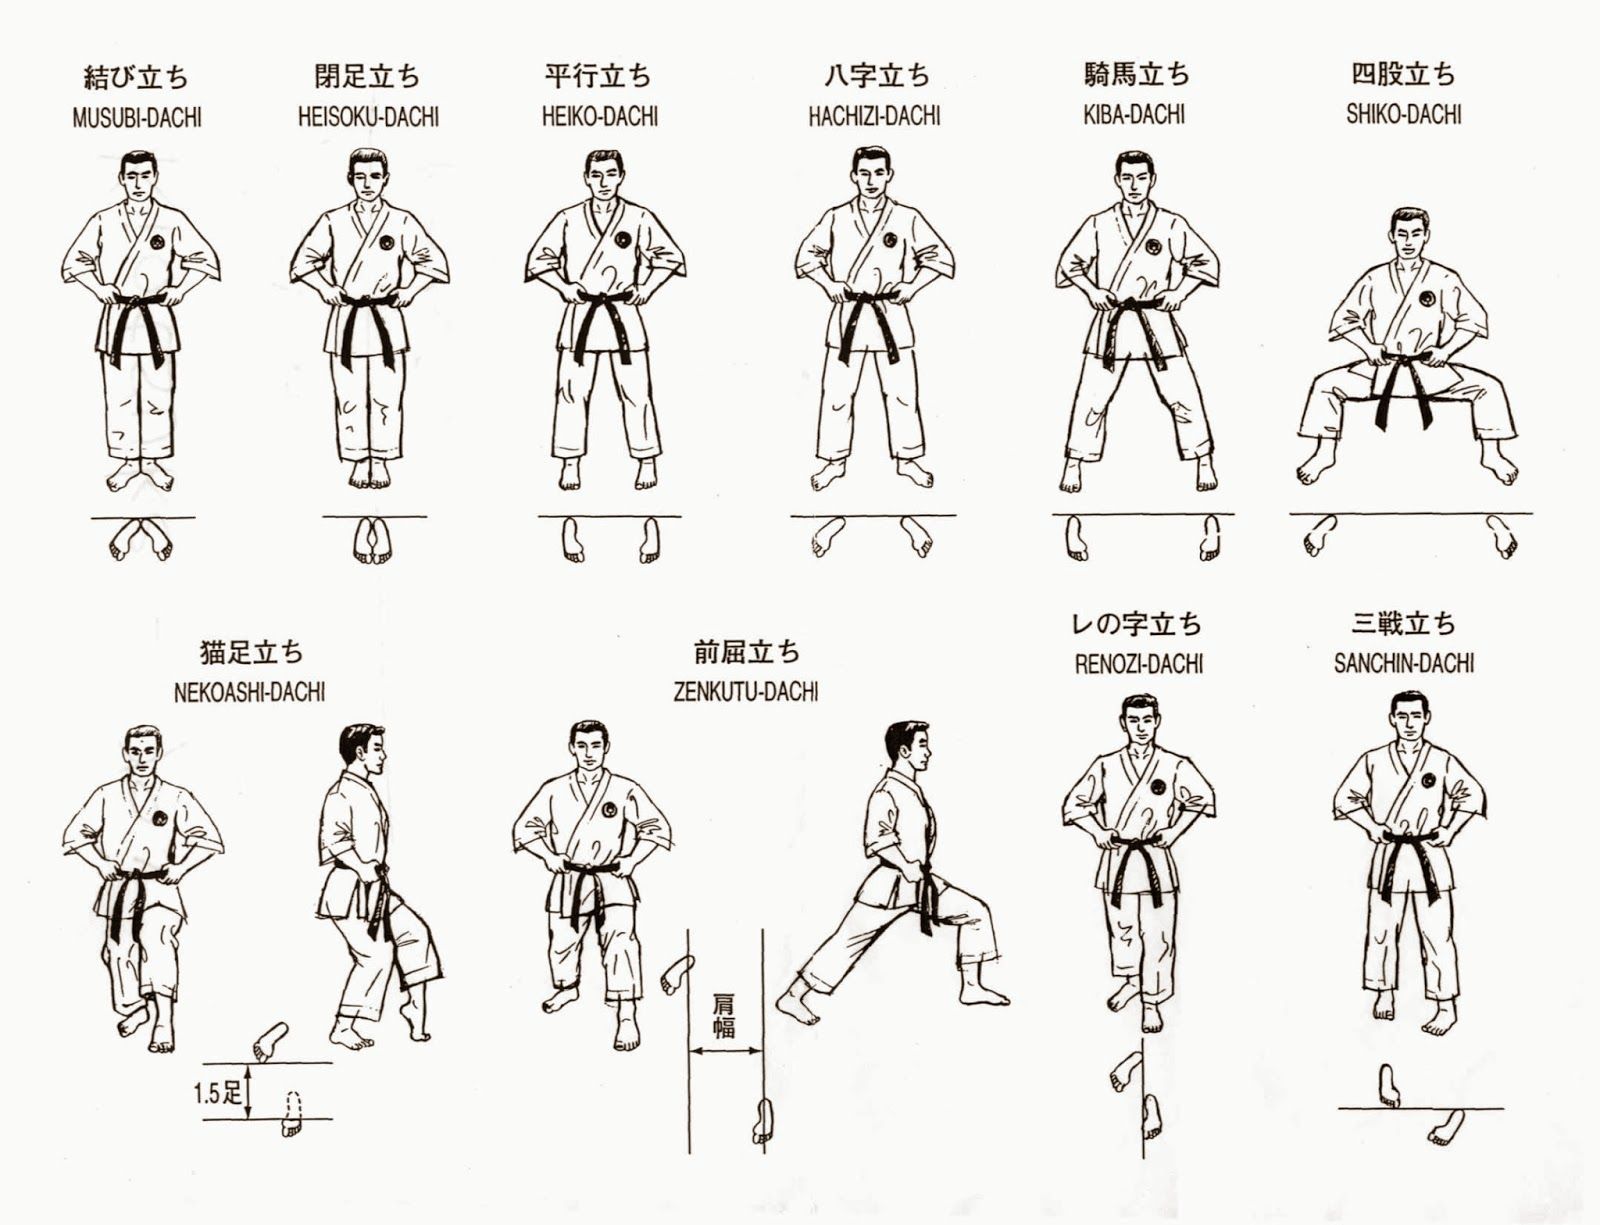 結び立ち
MUSUBI-DACHI
閉足立ち
HEISOKU-DACHI
平行立ち
HEIKO-DACHI
八字立ち
HACHIZI-DACHI
騎馬立ち
KIBA-DACHI
四股立ち
SHIKO-DACHI
猫足立ち
NEKOASHI-DACHI
1.5足
前屈立ち
ZENKUTU-DACHI
肩幅
レの字立ち
RENOZI-DACHI
三戦立ち
SANCHIN-DACHI